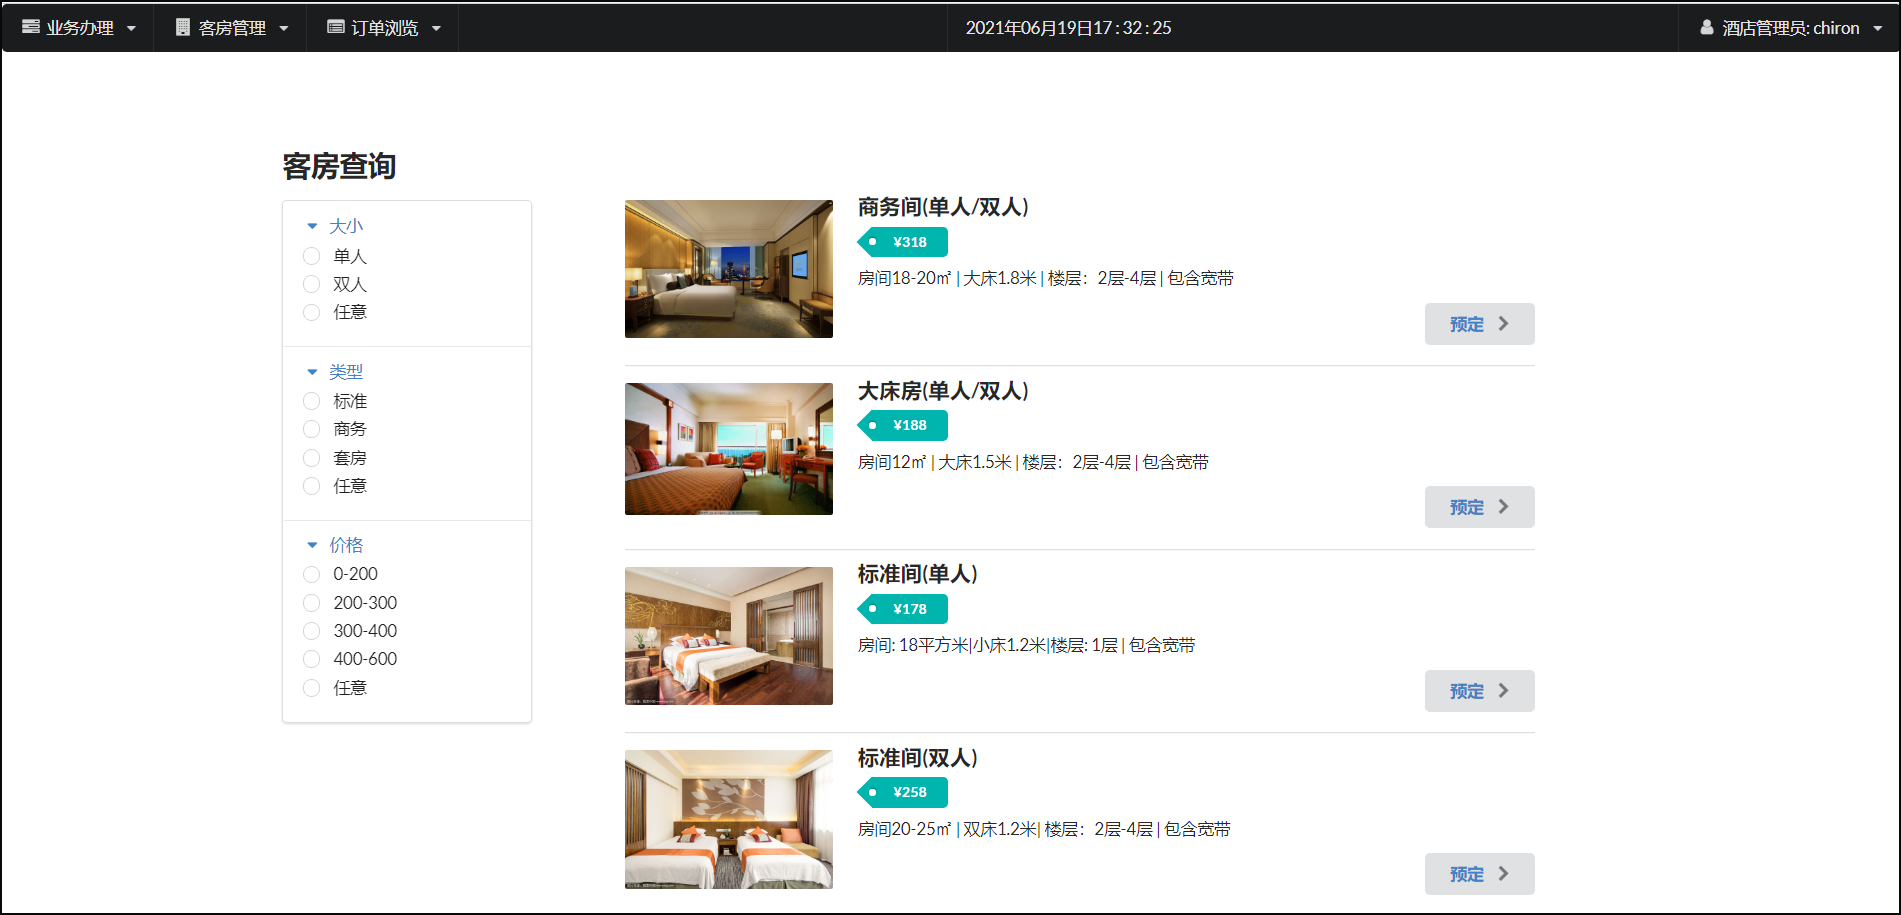 业务办理
客房管理
订单浏览
2021年06月19日17 : 32 : 25
酒店管理员: chiron
客房查询
大小
单人
双人
任意
类型
标准
商务
套房
任意
价格
0-200
200-300
300-400
400-600
任意
商务间(单人/双人)
¥318
房间18-20㎡ | 大床1.8米 | 楼层：2层-4层 | 包含宽带
预定
大床房(单人/双人)
¥188
房间12㎡ | 大床1.5米 | 楼层：2层-4层 | 包含宽带
预定
标准间(单人)
¥178
房间: 18平方米|小床1.2米|楼层: 1层 | 包含宽带
预定
标准间(双人)
¥258
房间20-25㎡ | 双床1.2米| 楼层：2层-4层 | 包含宽带
预定